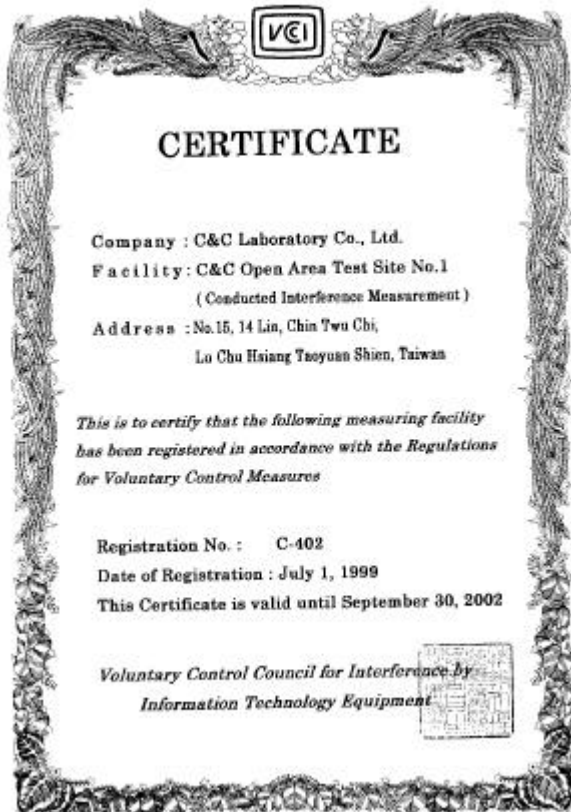 VCCI
CERTIFICATE
Company : C&C Laboratory Co., Ltd.
Facility : C&C Open Area Test Site No.1
( Conducted Interference Measurement )
Address : No.15, 14 Lin, Chin Twu Chi,
Lu Chu Hsiang Taoyuan Shien, Taiwan
This is to certify that the following measuring facility
has been registered in accordance with the Regulations
for Voluntary Control Measures
Registration No. : C-402
Date of Registration : July 1, 1999
This Certificate is valid until September 30, 2002
Voluntary Control Council for Interference by
Information Technology Equipment